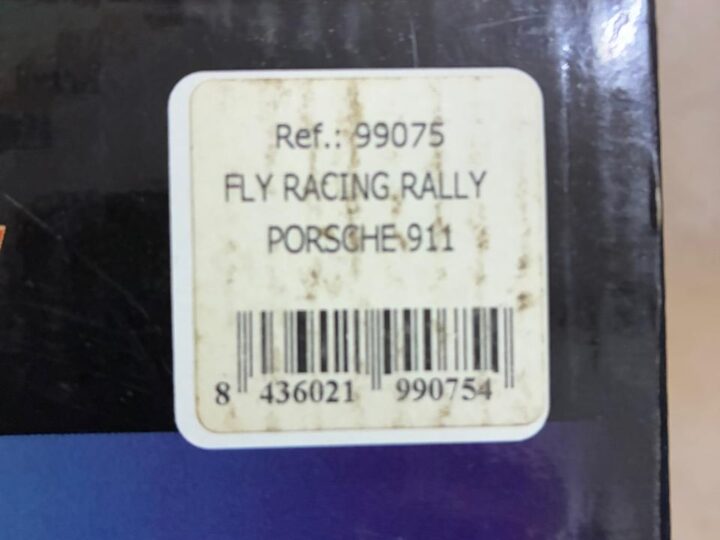 Ref.: 99075
FLY RACING RALLY
PORSCHE 911
8 436021 990754